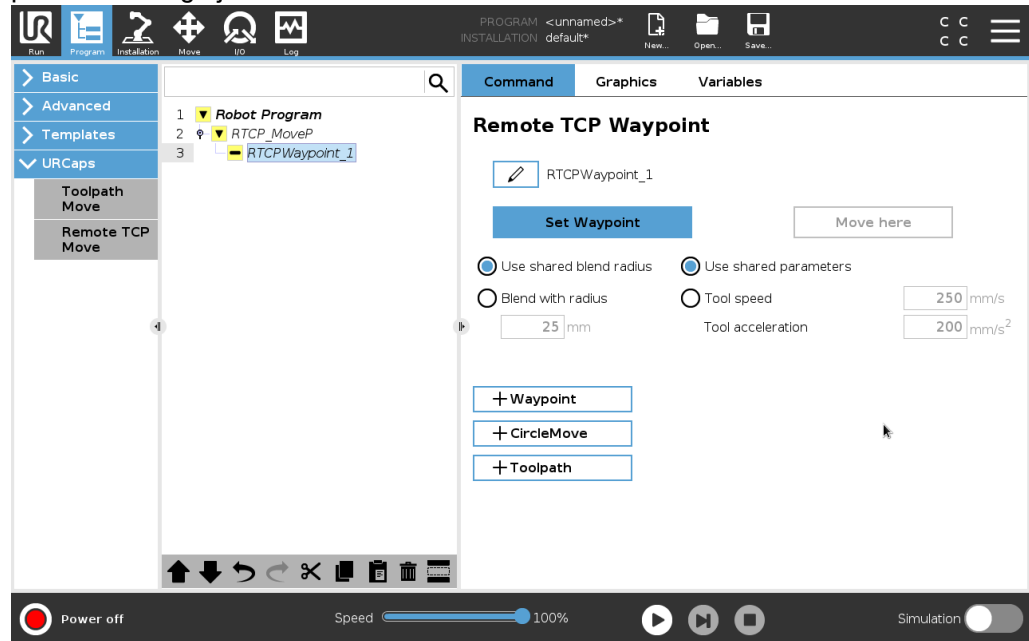 PROGRAM <unnamed>*
INSTALLATION default*
UR
Run
Program
Installation
Move
I/O
Log
New...
Open...
Save...
C C
C C
Basic
Advanced
Templates
URCaps
Toolpath
Move
Remote TCP
Move
1 Robot Program
2 RTCP_MoveP
3 RTCPWaypoint_1
Command Graphics Variables
Remote TCP Waypoint
RTCPWaypoint_1
Set Waypoint Move here
Use shared blend radius Use shared parameters
Blend with radius Tool speed 250 mm/s
25 mm Tool acceleration 200 mm/s²
+Waypoint
+CircleMove
+Toolpath
Power off Speed 100% Simulation